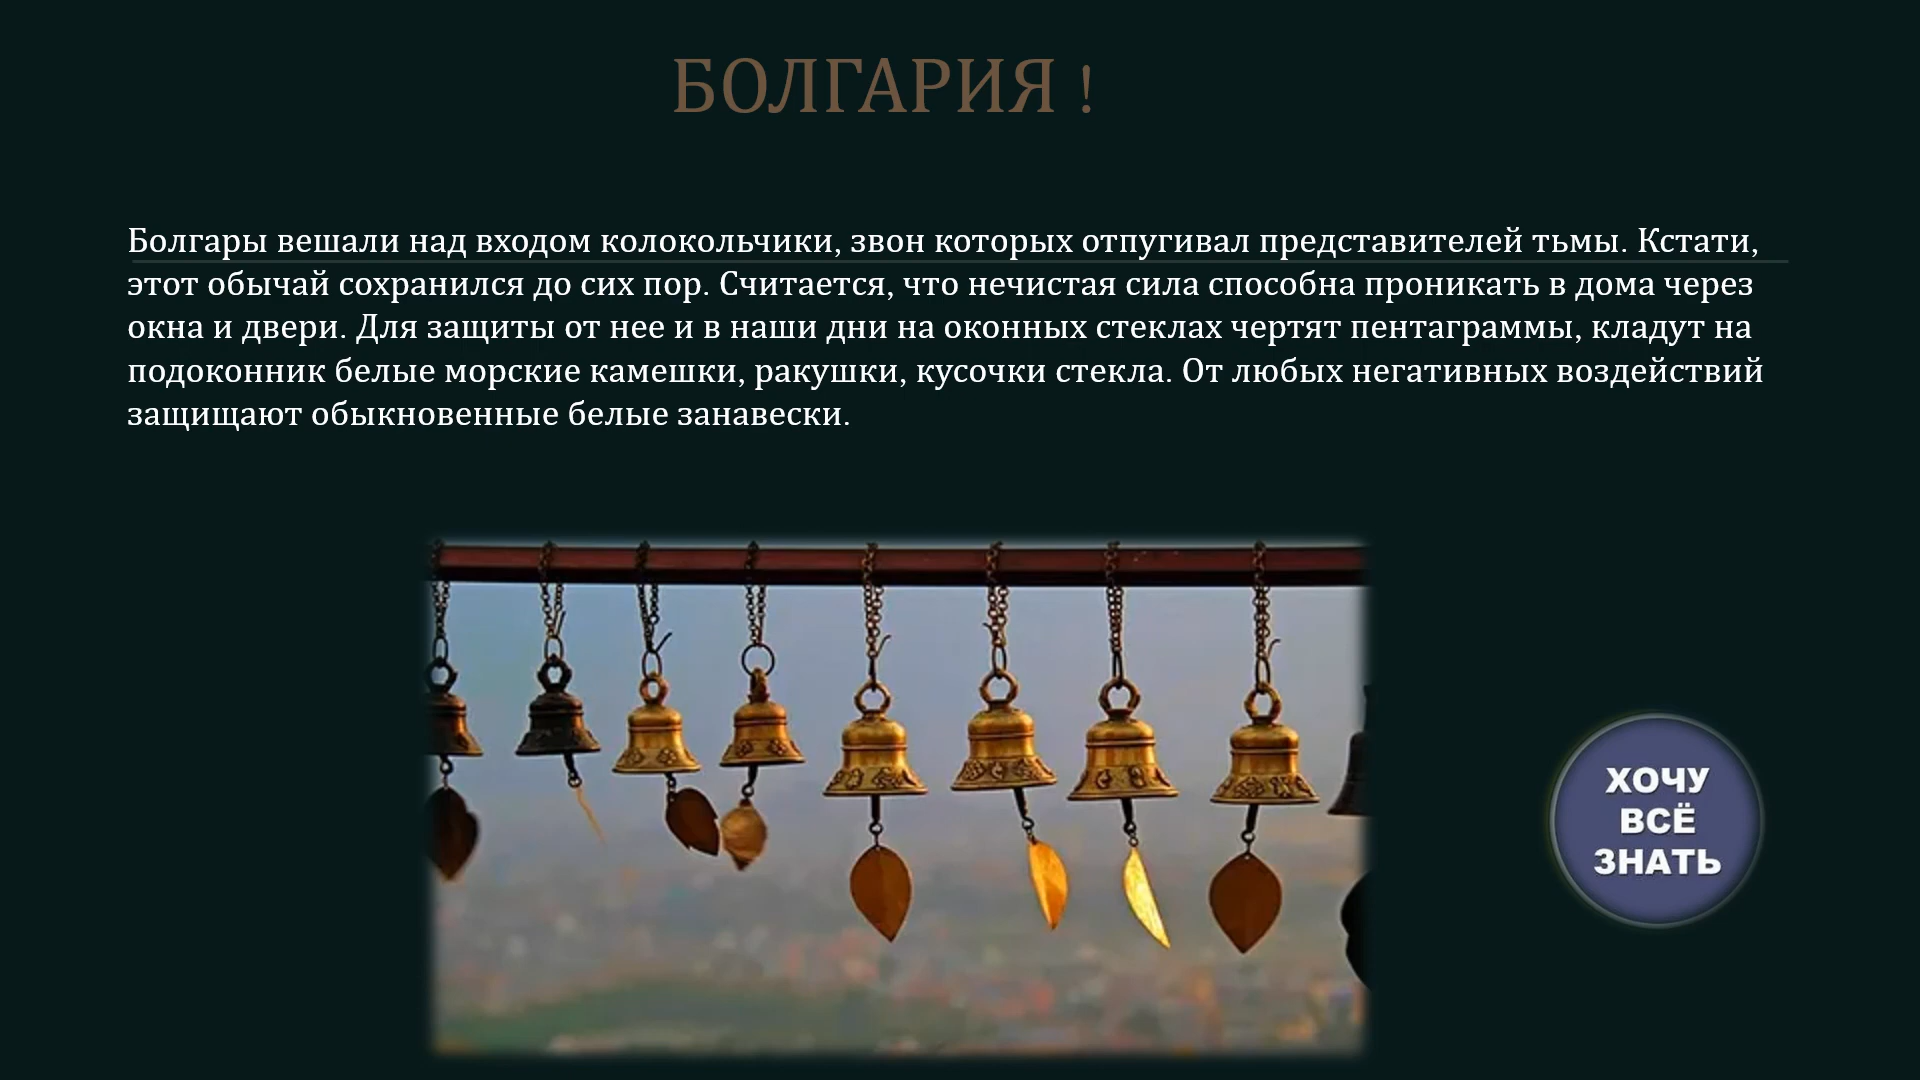 БОЛГАРИЯ !
Болгары вешали над входом колокольчики, звон которых отпугивал представителей тьмы. Кстати,
этот обычай сохранился до сих пор. Считается, что нечистая сила способна проникать в дома через
окна и двери. Для защиты от нее и в наши дни на оконных стеклах чертят пентаграммы, кладут на
подоконник белые морские камешки, ракушки, кусочки стекла. От любых негативных воздействий
защищают обыкновенные белые занавески.
ХОЧУ
ВСЁ
ЗНАТЬ